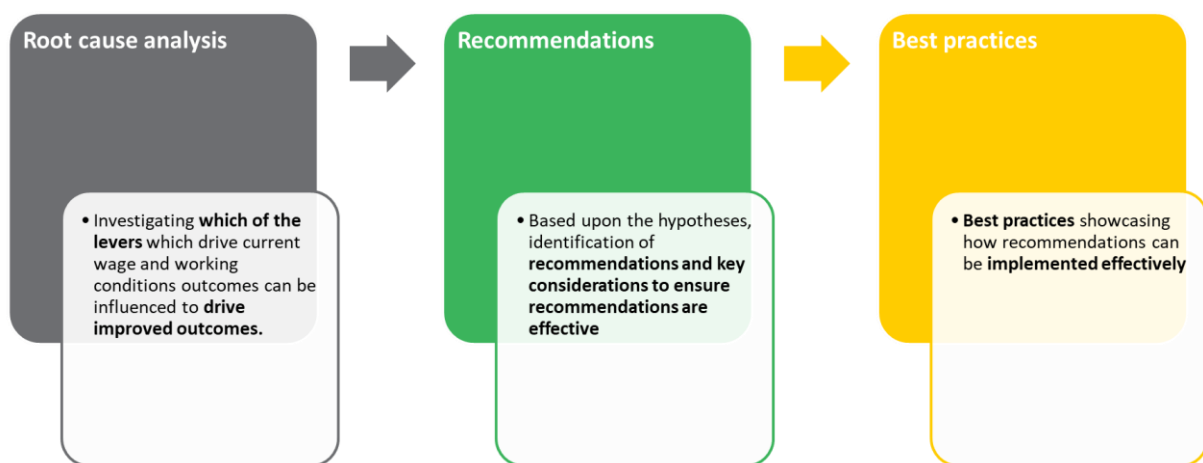 Root cause analysis
• Investigating which of the
levers which drive current
wage and working
conditions outcomes can be
influenced to drive
improved outcomes.
Recommendations
• Based upon the hypotheses,
identification of
recommendations and key
considerations to ensure
recommendations are
effective
Best practices
• Best practices showcasing
how recommendations can
be implemented effectively